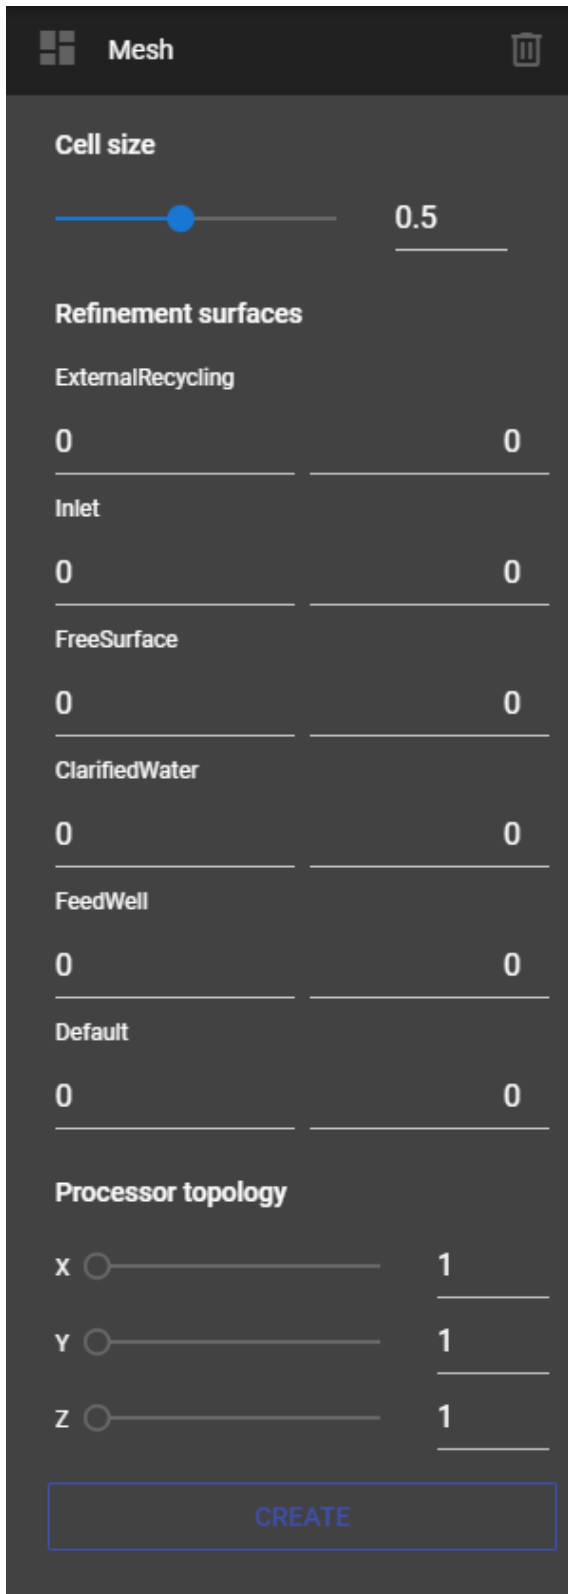 Mesh
Cell size
0.5
Refinement surfaces
ExternalRecycling
0 0
Inlet
0 0
FreeSurface
0 0
ClarifiedWater
0 0
FeedWell
0 0
Default
0 0
Processor topology
X 1
Y 1
Z 1
CREATE